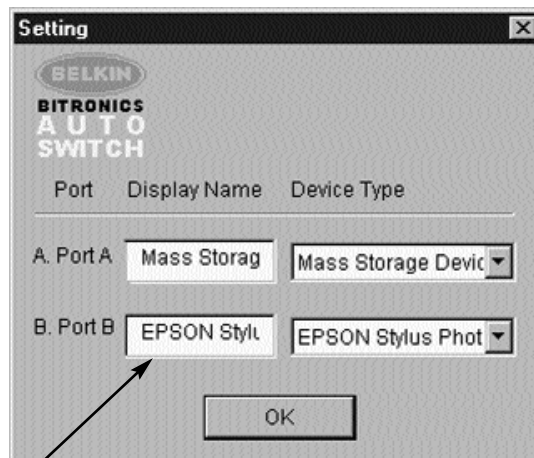 Setting
BELKIN
BITRONICS
AUTO
SWITCH
Port Display Name Device Type
A. Port A Mass Storag Mass Storage Devic
B. Port B EPSON Stylu EPSON Stylus Phot
OK